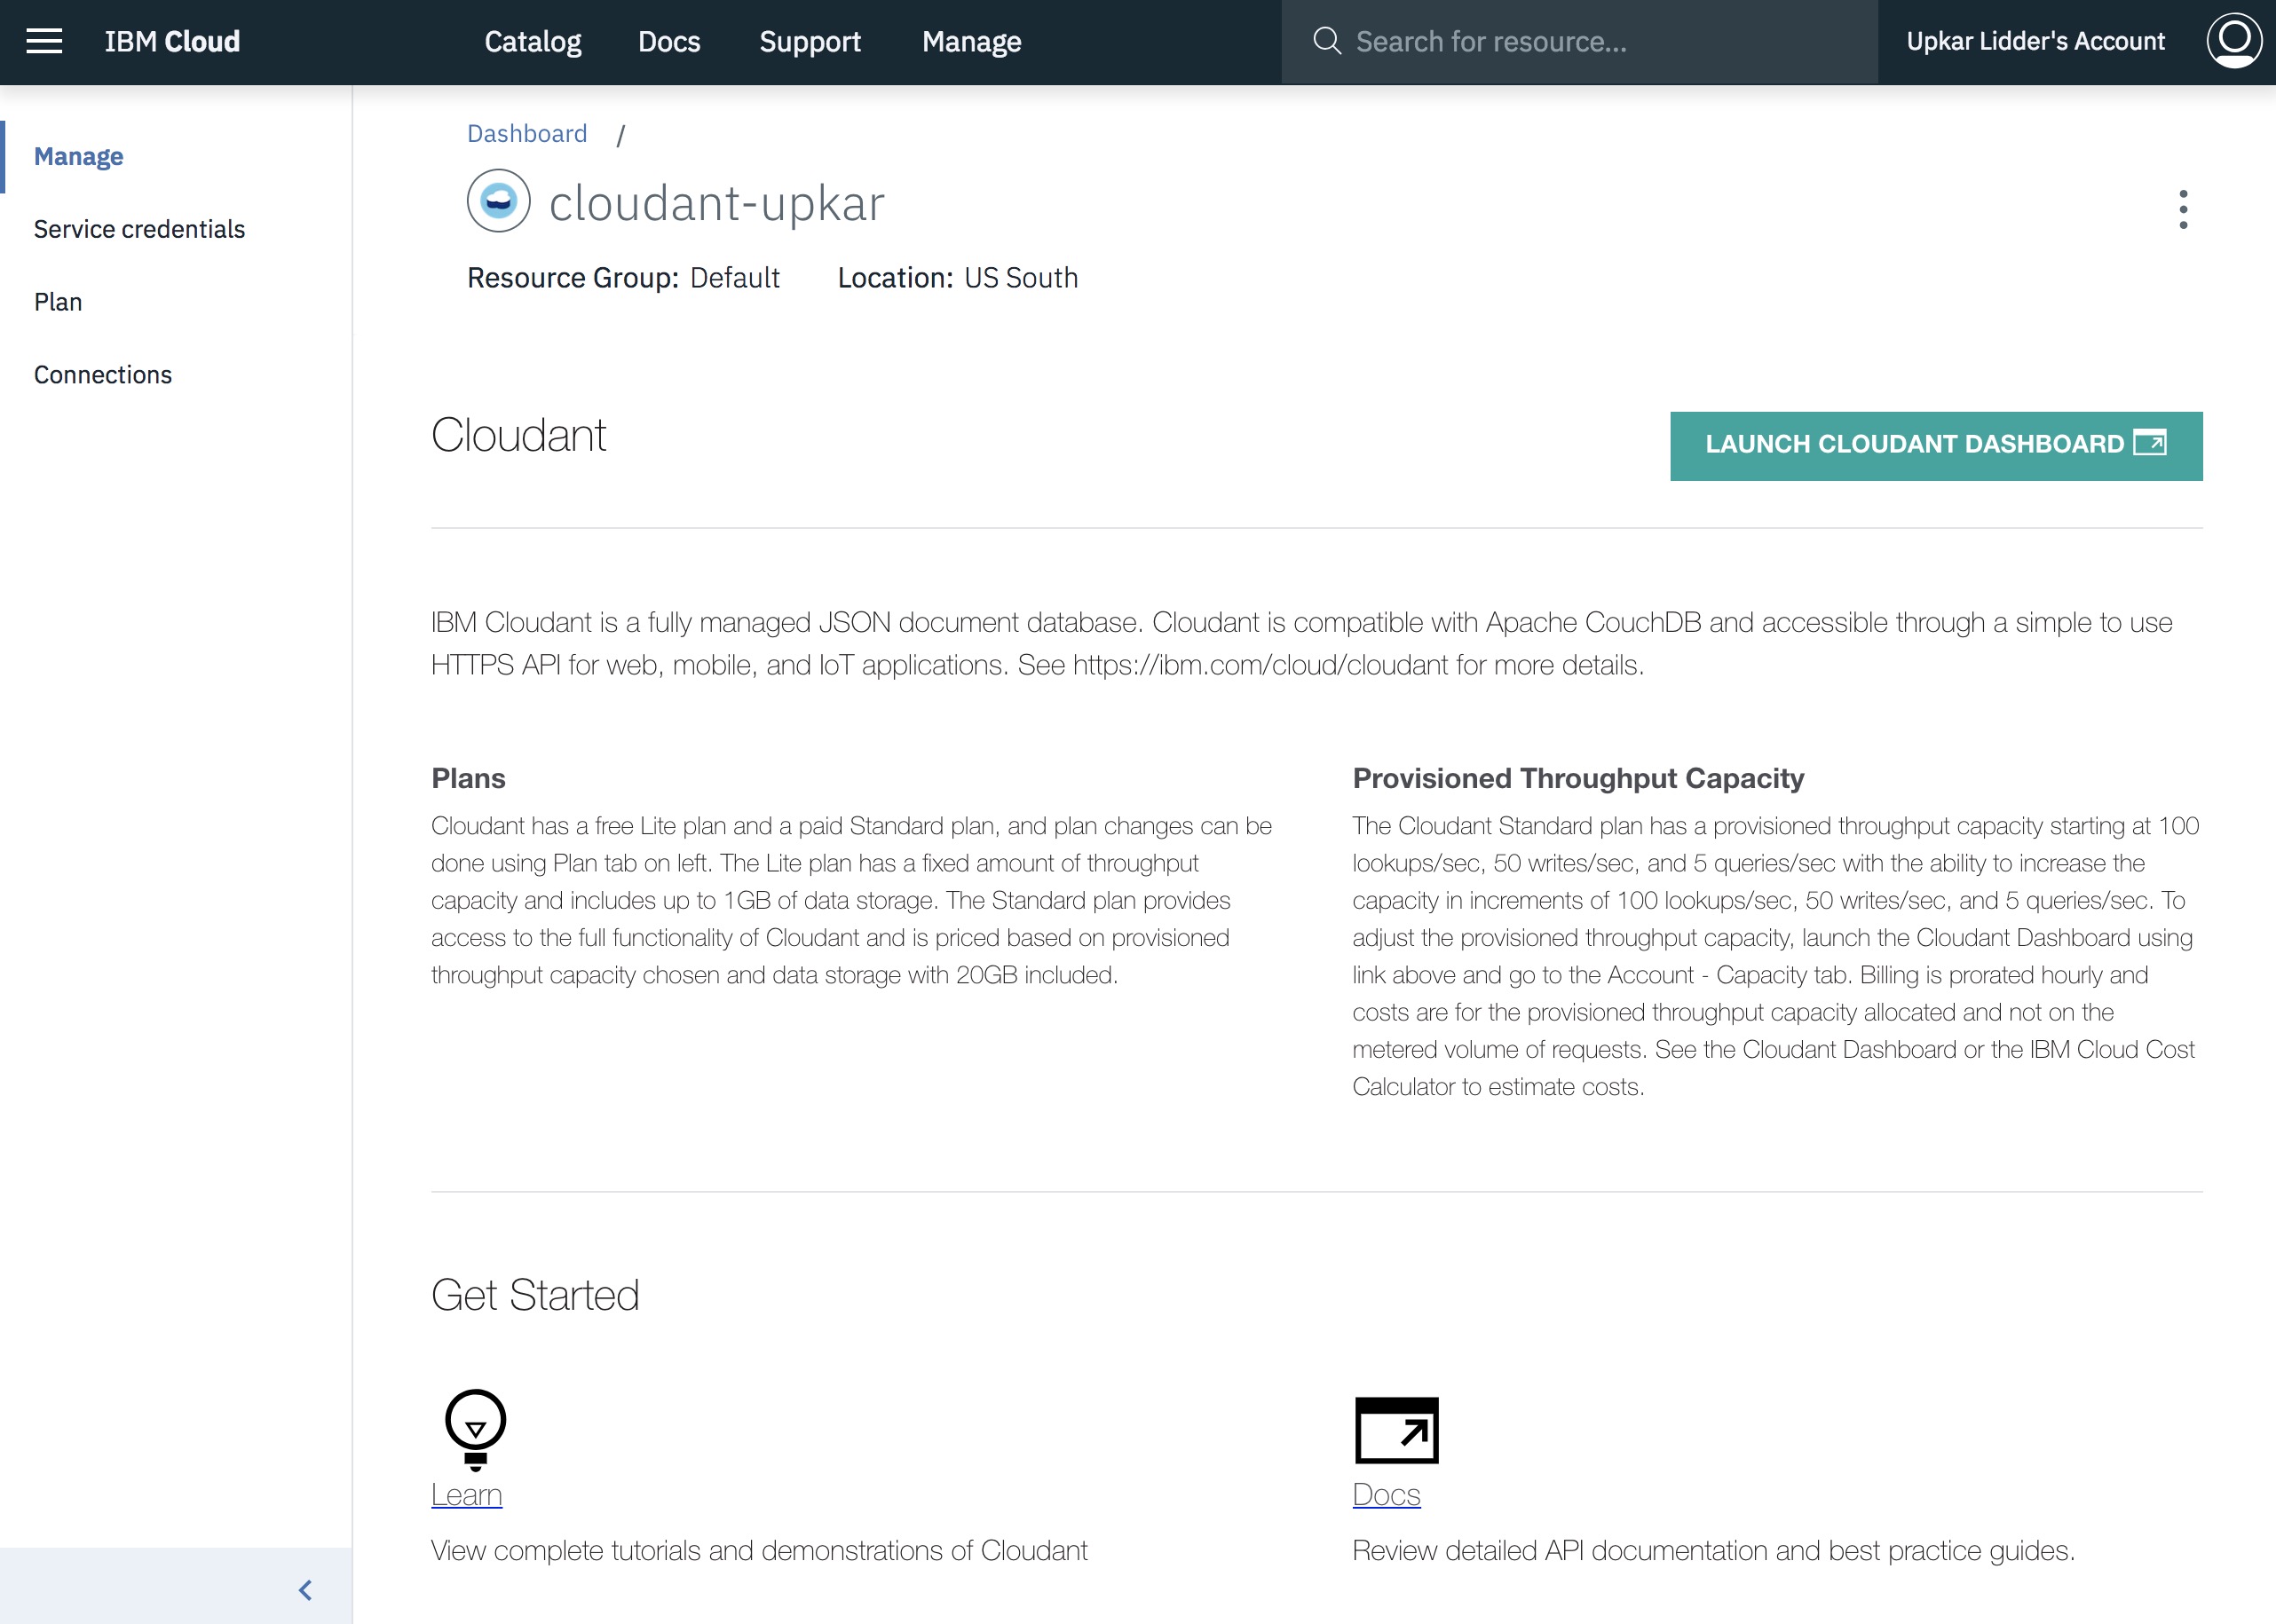 IBM Cloud
Catalog
Docs
Support
Manage
Search for resource...
Upkar Lidder's Account
Manage
Service credentials
Plan
Connections
Dashboard /
cloudant-upkar
Resource Group: Default Location: US South
Cloudant
LAUNCH CLOUDANT DASHBOARD
IBM Cloudant is a fully managed JSON document database. Cloudant is compatible with Apache CouchDB and accessible through a simple to use
HTTPS API for web, mobile, and IoT applications. See https://ibm.com/cloud/cloudant for more details.
Plans
Cloudant has a free Lite plan and a paid Standard plan, and plan changes can be
done using Plan tab on left. The Lite plan has a fixed amount of throughput
capacity and includes up to 1GB of data storage. The Standard plan provides
access to the full functionality of Cloudant and is priced based on provisioned
throughput capacity chosen and data storage with 20GB included.
Provisioned Throughput Capacity
The Cloudant Standard plan has a provisioned throughput capacity starting at 100
lookups/sec, 50 writes/sec, and 5 queries/sec with the ability to increase the
capacity in increments of 100 lookups/sec, 50 writes/sec, and 5 queries/sec. To
adjust the provisioned throughput capacity, launch the Cloudant Dashboard using
link above and go to the Account - Capacity tab. Billing is prorated hourly and
costs are for the provisioned throughput capacity allocated and not on the
metered volume of requests. See the Cloudant Dashboard or the IBM Cloud Cost
Calculator to estimate costs.
Get Started
Learn
View complete tutorials and demonstrations of Cloudant
Docs
Review detailed API documentation and best practice guides.